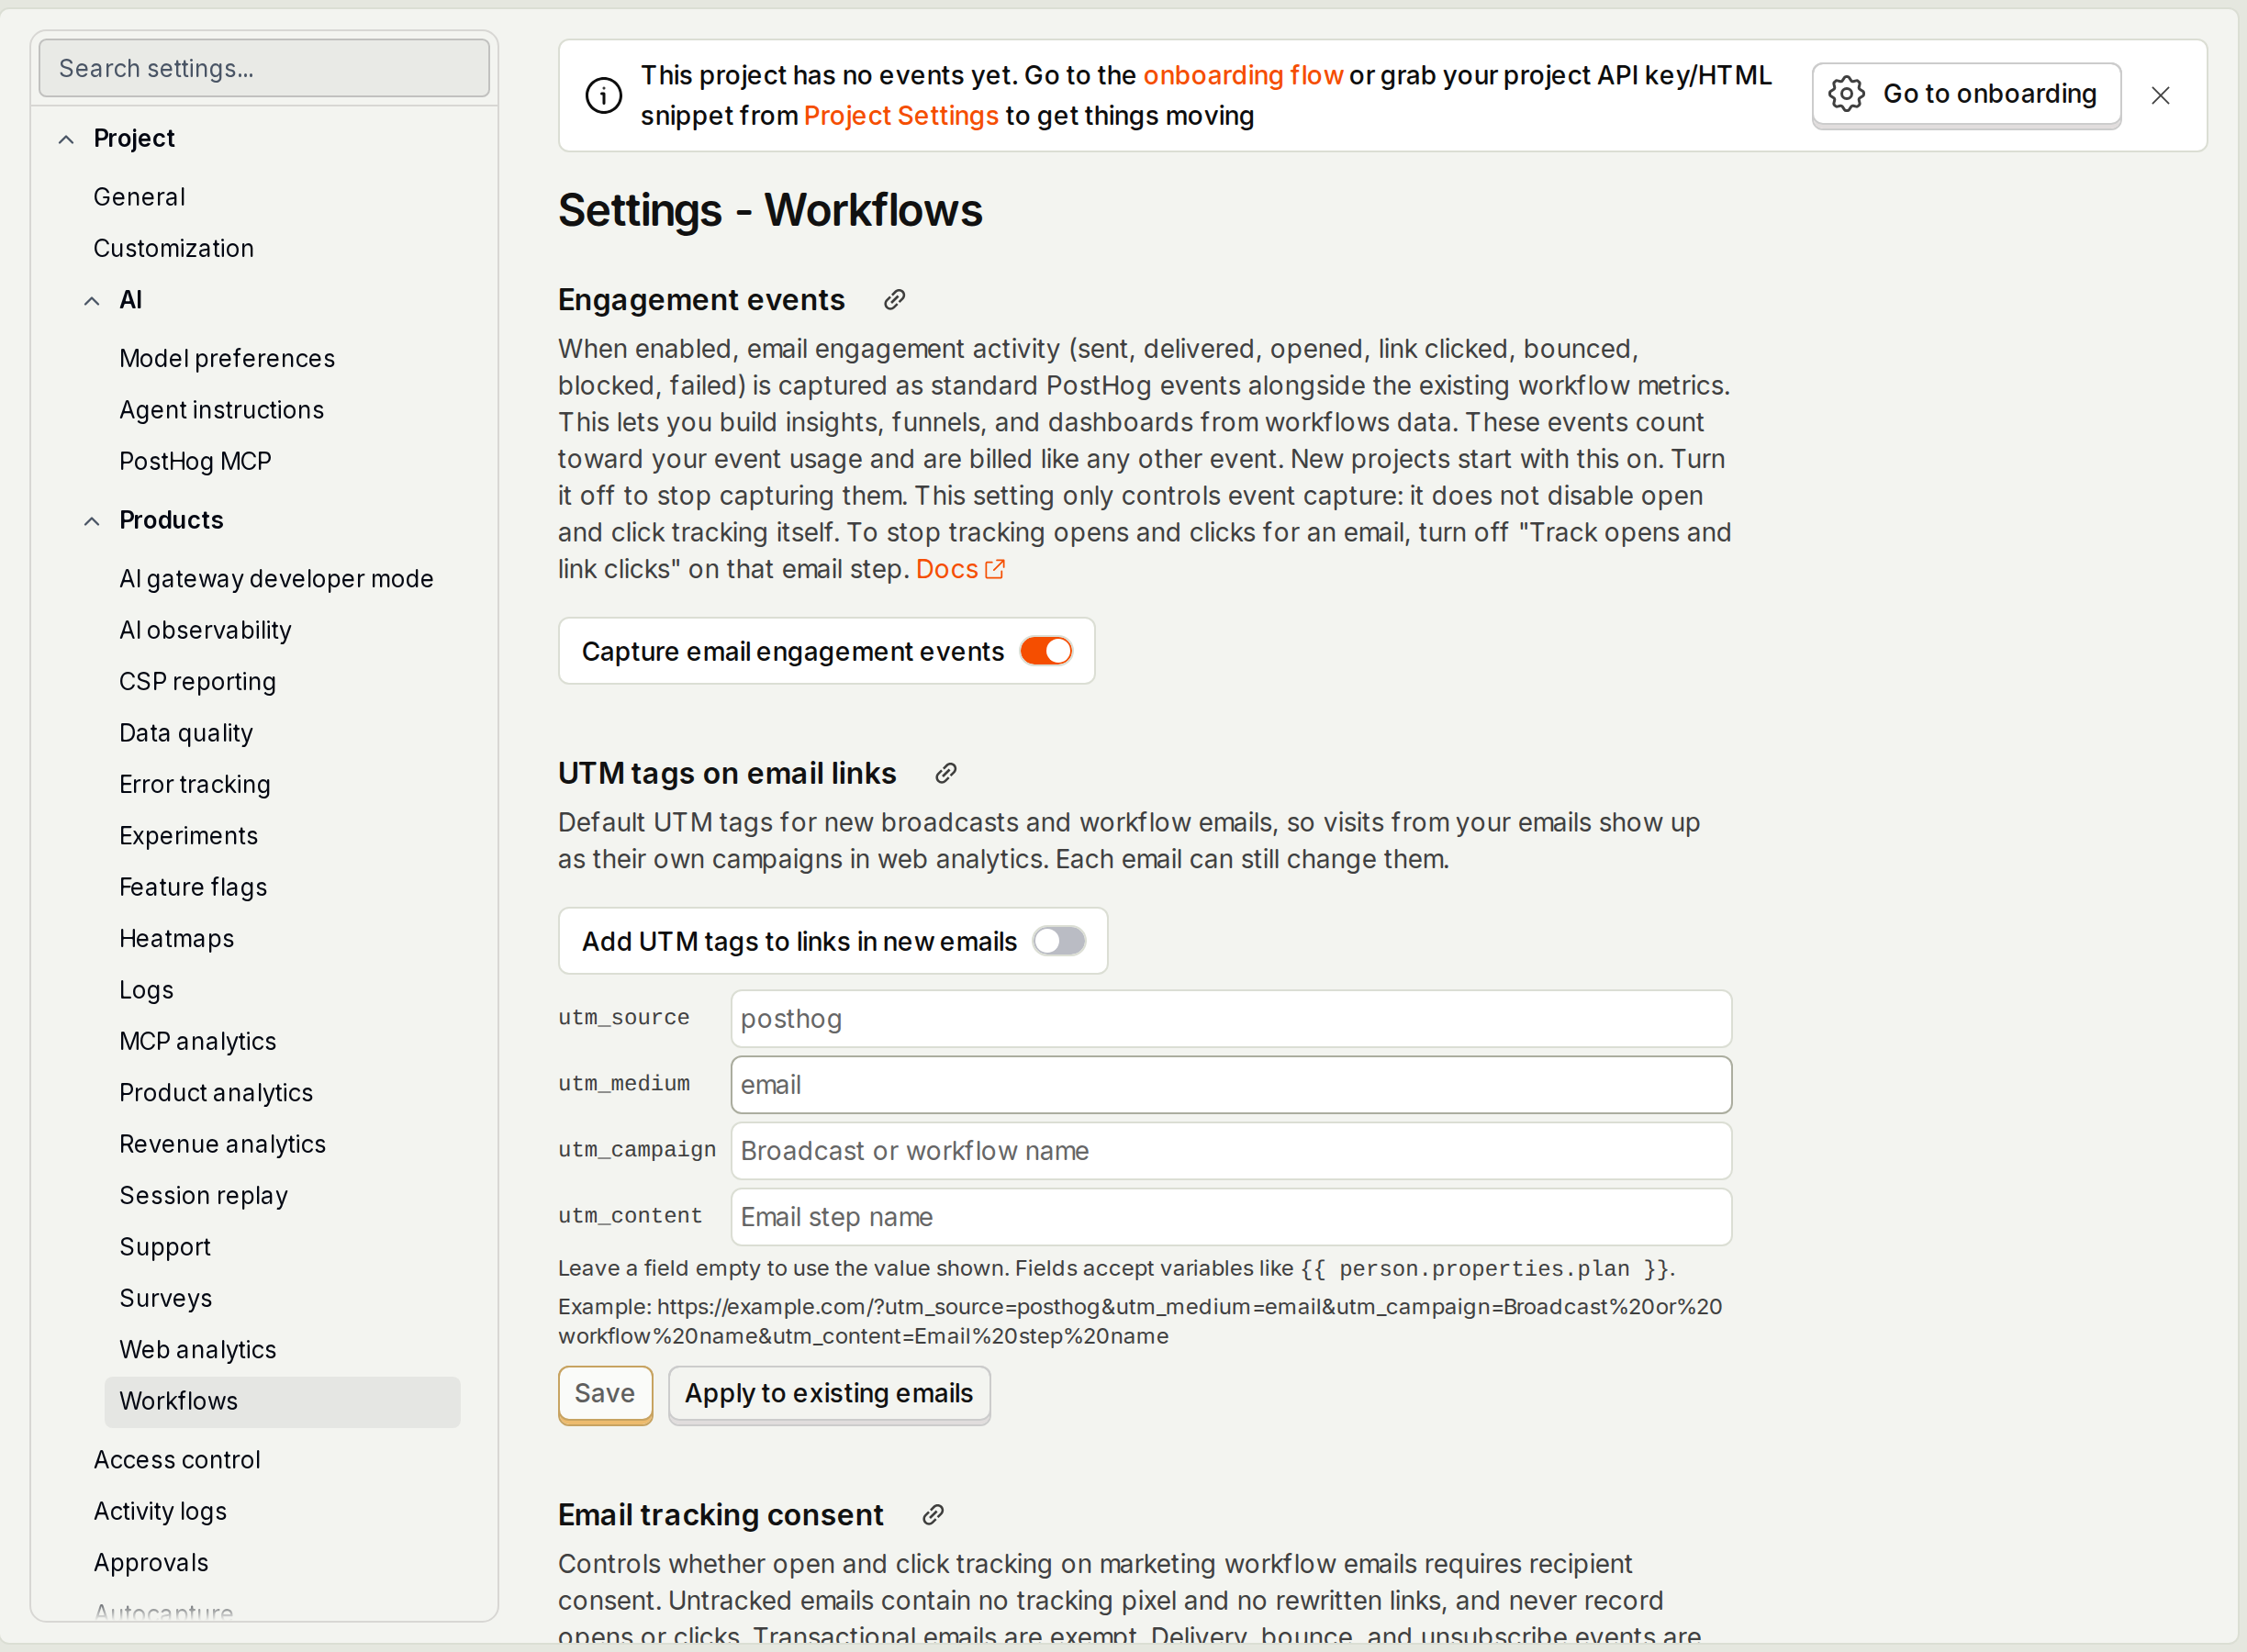 Search settings...
Project
General
Customization
AI
Model preferences
Agent instructions
PostHog MCP
Products
AI gateway developer mode
AI observability
CSP reporting
Data quality
Error tracking
Experiments
Feature flags
Heatmaps
Logs
MCP analytics
Product analytics
Revenue analytics
Session replay
Support
Surveys
Web analytics
Workflows
Access control
Activity logs
Approvals
Autocapture
This project has no events yet. Go to the onboarding flow or grab your project API key/HTML
snippet from Project Settings to get things moving
Go to onboarding
Settings - Workflows
Engagement events
When enabled, email engagement activity (sent, delivered, opened, link clicked, bounced,
blocked, failed) is captured as standard PostHog events alongside the existing workflow metrics.
This lets you build insights, funnels, and dashboards from workflows data. These events count
toward your event usage and are billed like any other event. New projects start with this on. Turn
it off to stop capturing them. This setting only controls event capture: it does not disable open
and click tracking itself. To stop tracking opens and clicks for an email, turn off "Track opens and
link clicks" on that email step. Docs
Capture email engagement events
UTM tags on email links
Default UTM tags for new broadcasts and workflow emails, so visits from your emails show up
as their own campaigns in web analytics. Each email can still change them.
Add UTM tags to links in new emails
utm_source posthog
utm_medium email
utm_campaign Broadcast or workflow name
utm_content Email step name
Leave a field empty to use the value shown. Fields accept variables like {{ person.properties.plan }}.
Example: https://example.com/?utm_source=posthog&utm_medium=email&utm_campaign=Broadcast%20or%20
workflow%20name&utm_content=Email%20step%20name
Save
Apply to existing emails
Email tracking consent
Controls whether open and click tracking on marketing workflow emails requires recipient
consent. Untracked emails contain no tracking pixel and no rewritten links, and never record
opens or clicks. Transactional emails are exempt. Delivery, bounce, and unsubscribe events are